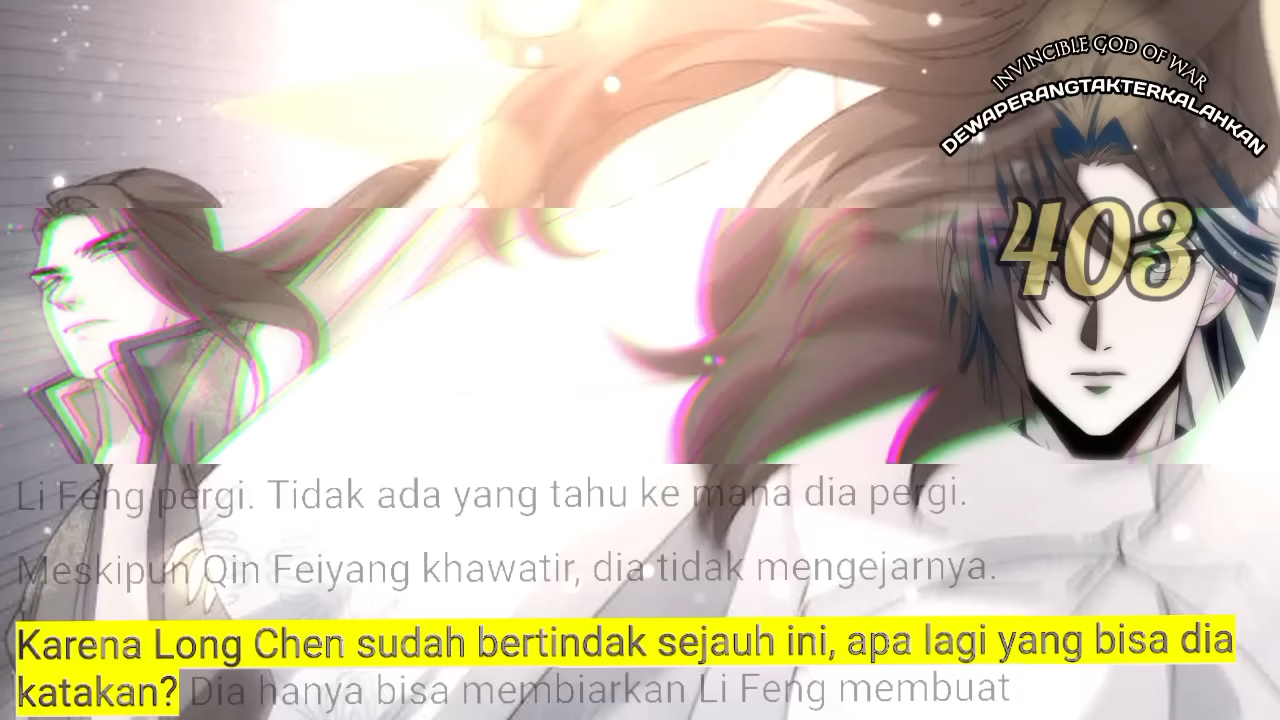 INVINCIBLE GOD OF WAR
DEWAPERANGTAKTERKALAHKAN
403
Li Feng pergi. Tidak ada yang tahu ke mana dia pergi.
Meskipun Qin Feiyang khawatir, dia tidak mengejarnya.
Karena Long Chen sudah bertindak sejauh ini, apa lagi yang bisa dia
katakan? Dia hanya bisa membiarkan Li Feng membuat